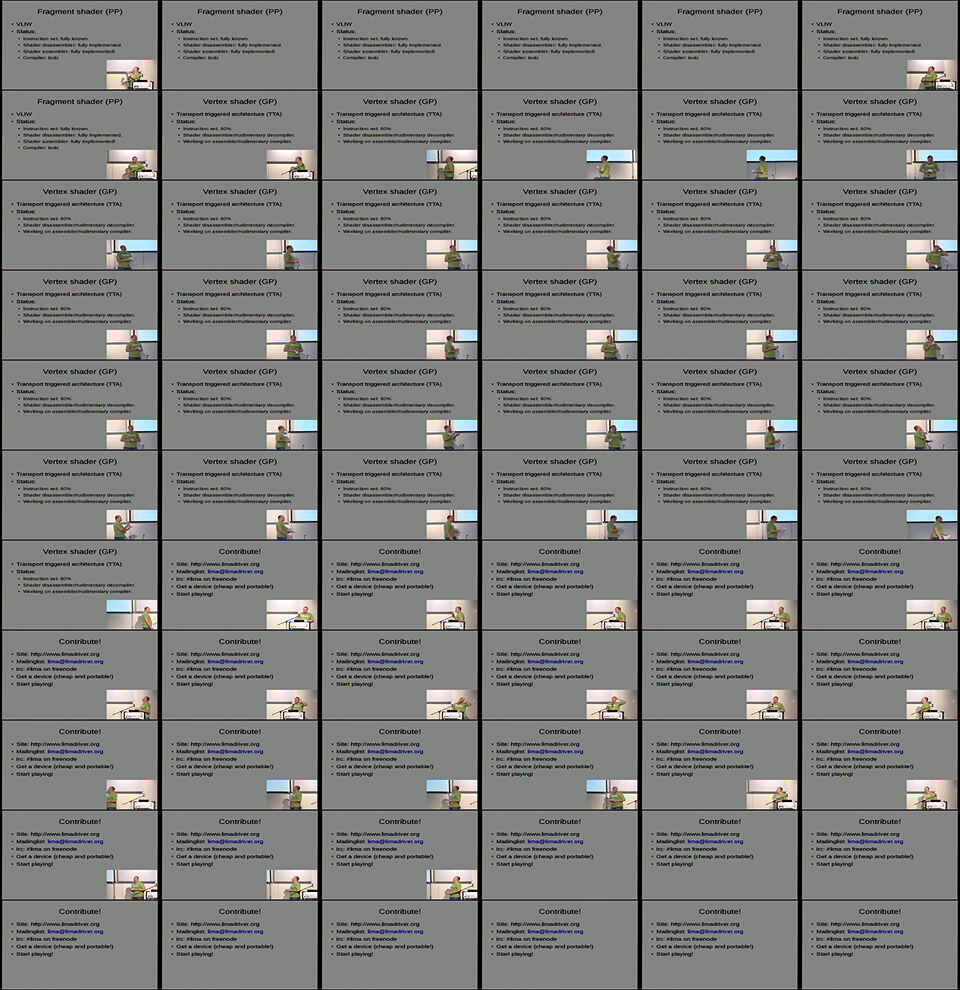 Fragment shader (PP)
VLIW
Status:
Instruction set: fully known.
Shader disassembler: fully implemented.
Shader assembler: fully implemented!
Compiler: todo
Vertex shader (GP)
Transport triggered architecture (TTA)
Status:
Instruction set: 80%
Shader disassembler/rudimentary decompiler.
Working on assembler/rudimentary compiler.
Contribute!
Site: http://www.limadriver.org
Mailinglist: lima@limadriver.org
Irc: #lima on freenode
Get a device (cheap and portable!)
Start playing!